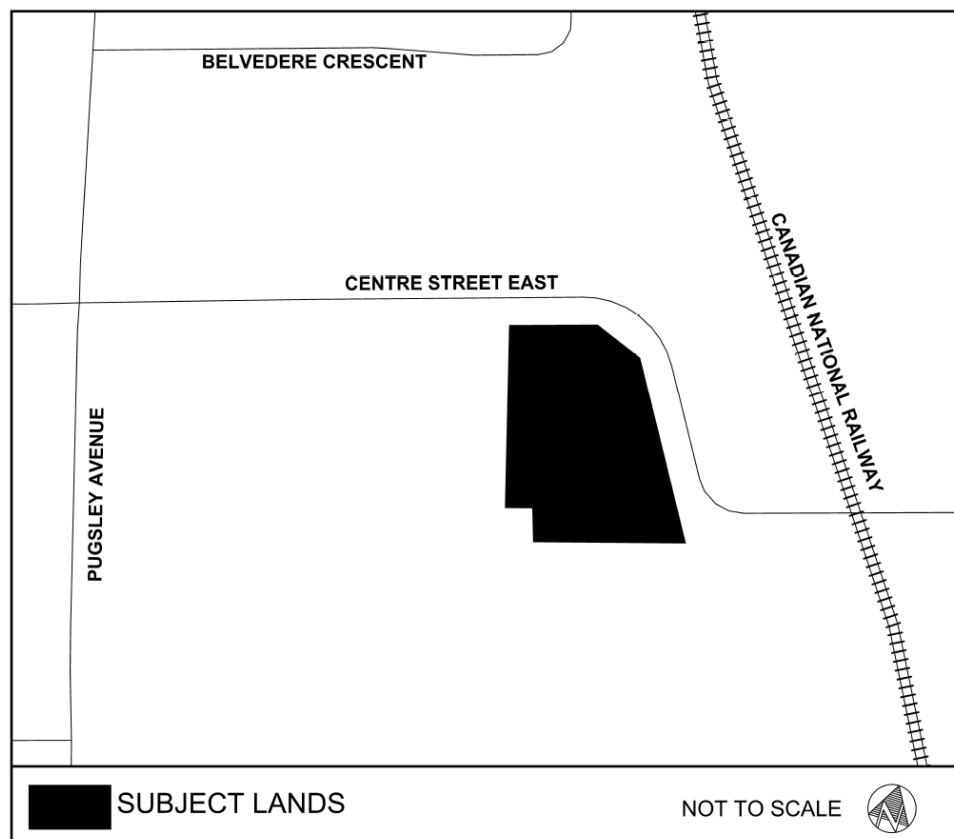 BELVEDERE CRESCENT
CANADIAN NATIONAL RAILWAY
CENTRE STREET EAST
PUGSLEY AVENUE
SUBJECT LANDS
NOT TO SCALE